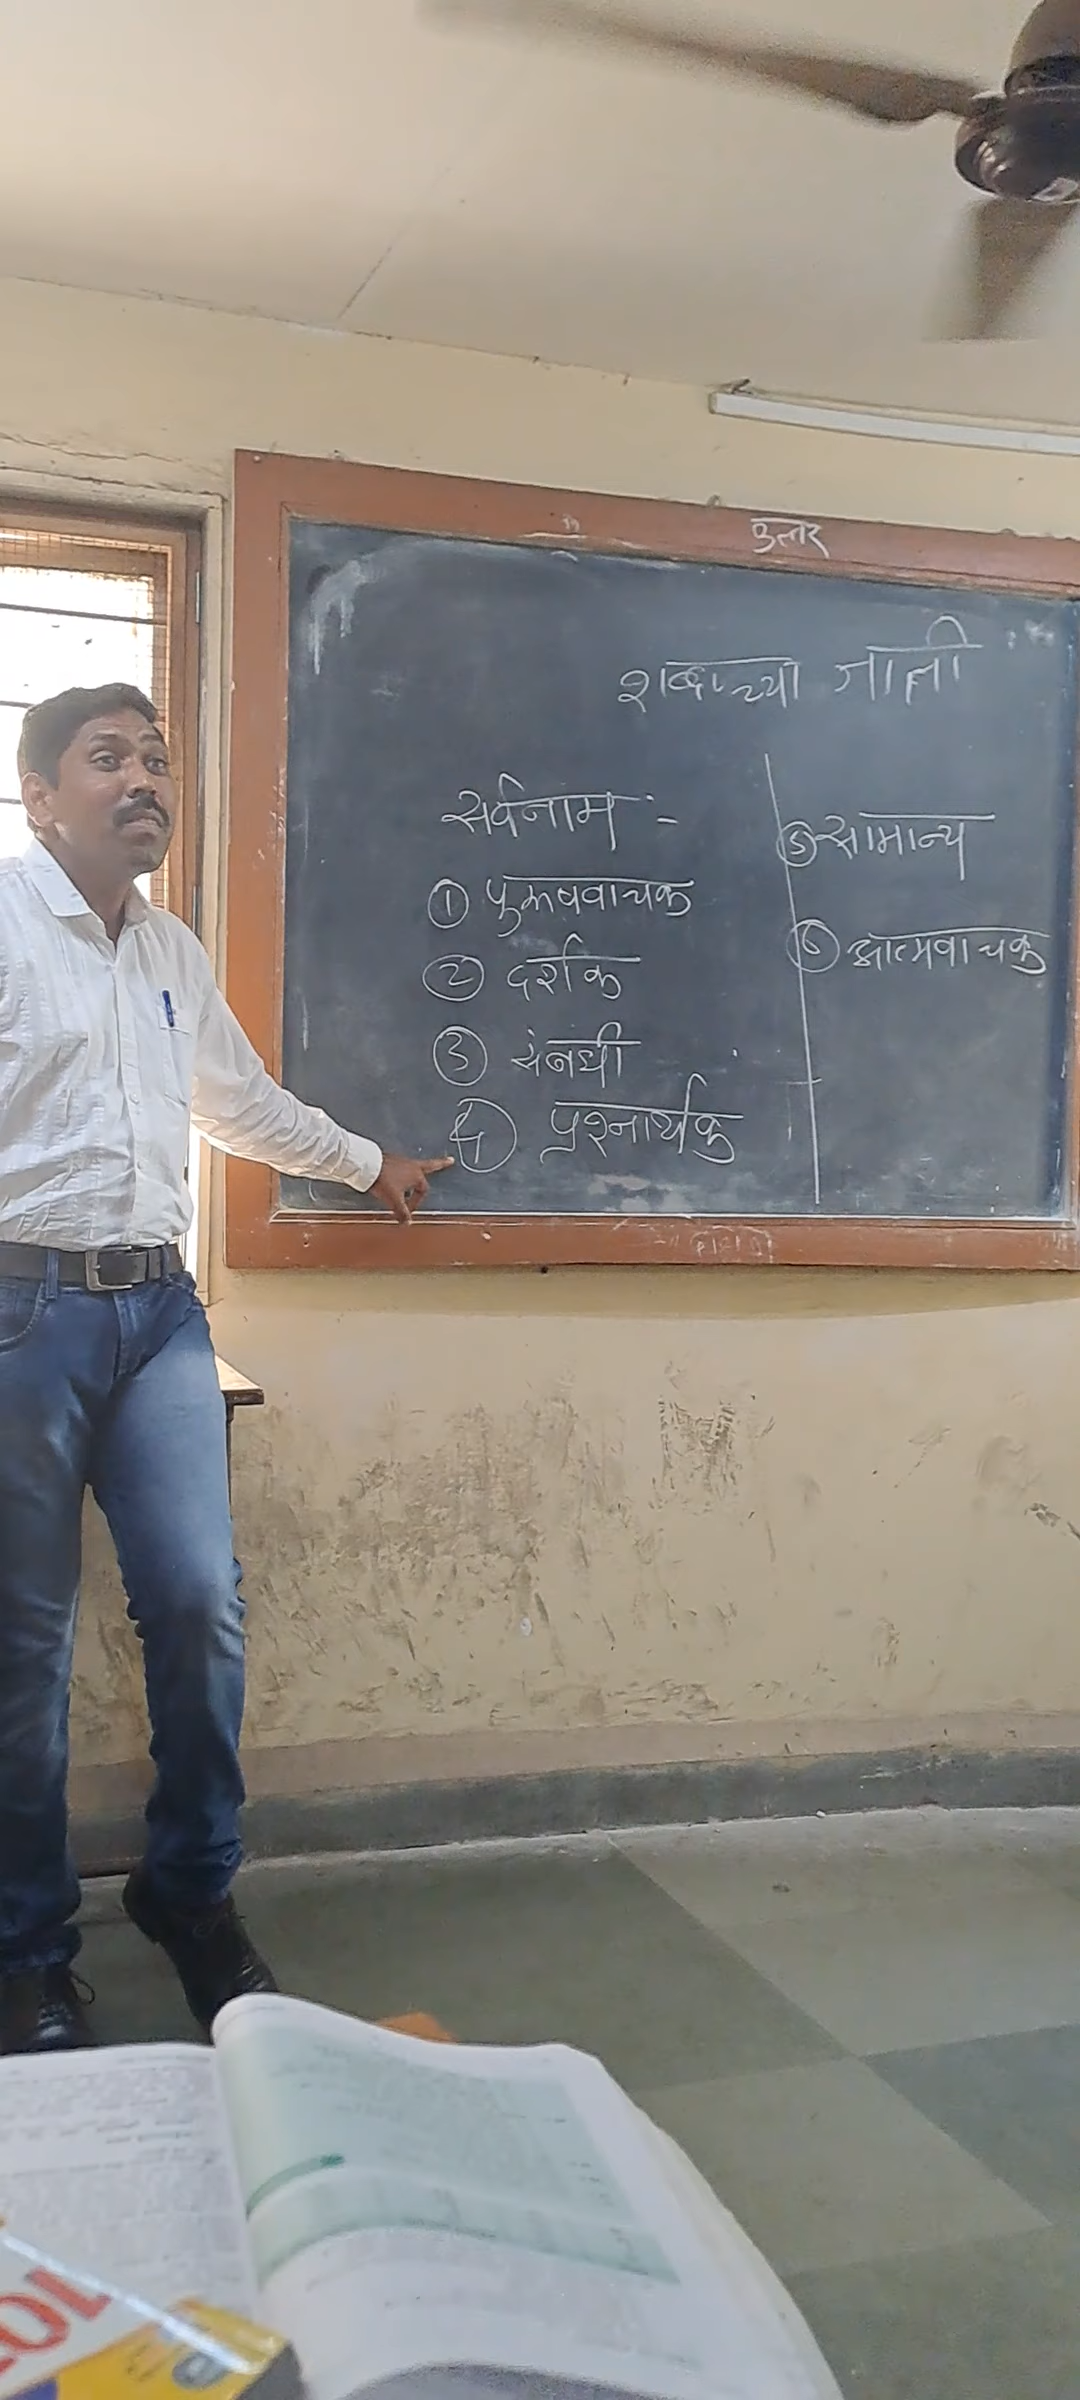 उत्तर
शब्दाच्या जाती
सर्वनाम :-
① पुरुषवाचक
② दर्शक
③ संनधी
④ प्रश्नार्थक
⑤ सामान्य
⑥ आत्मवाचक